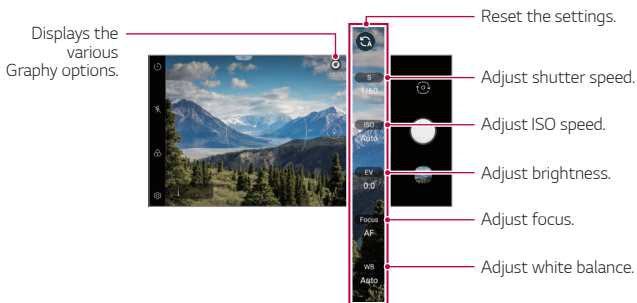 Reset the settings.
Displays the
various
Graphy options.
A
S
1/60
Adjust shutter speed.
ISO
Auto
Adjust ISO speed.
EV
0.0
Adjust brightness.
Focus
AF
Adjust focus.
WB
Auto
Adjust white balance.